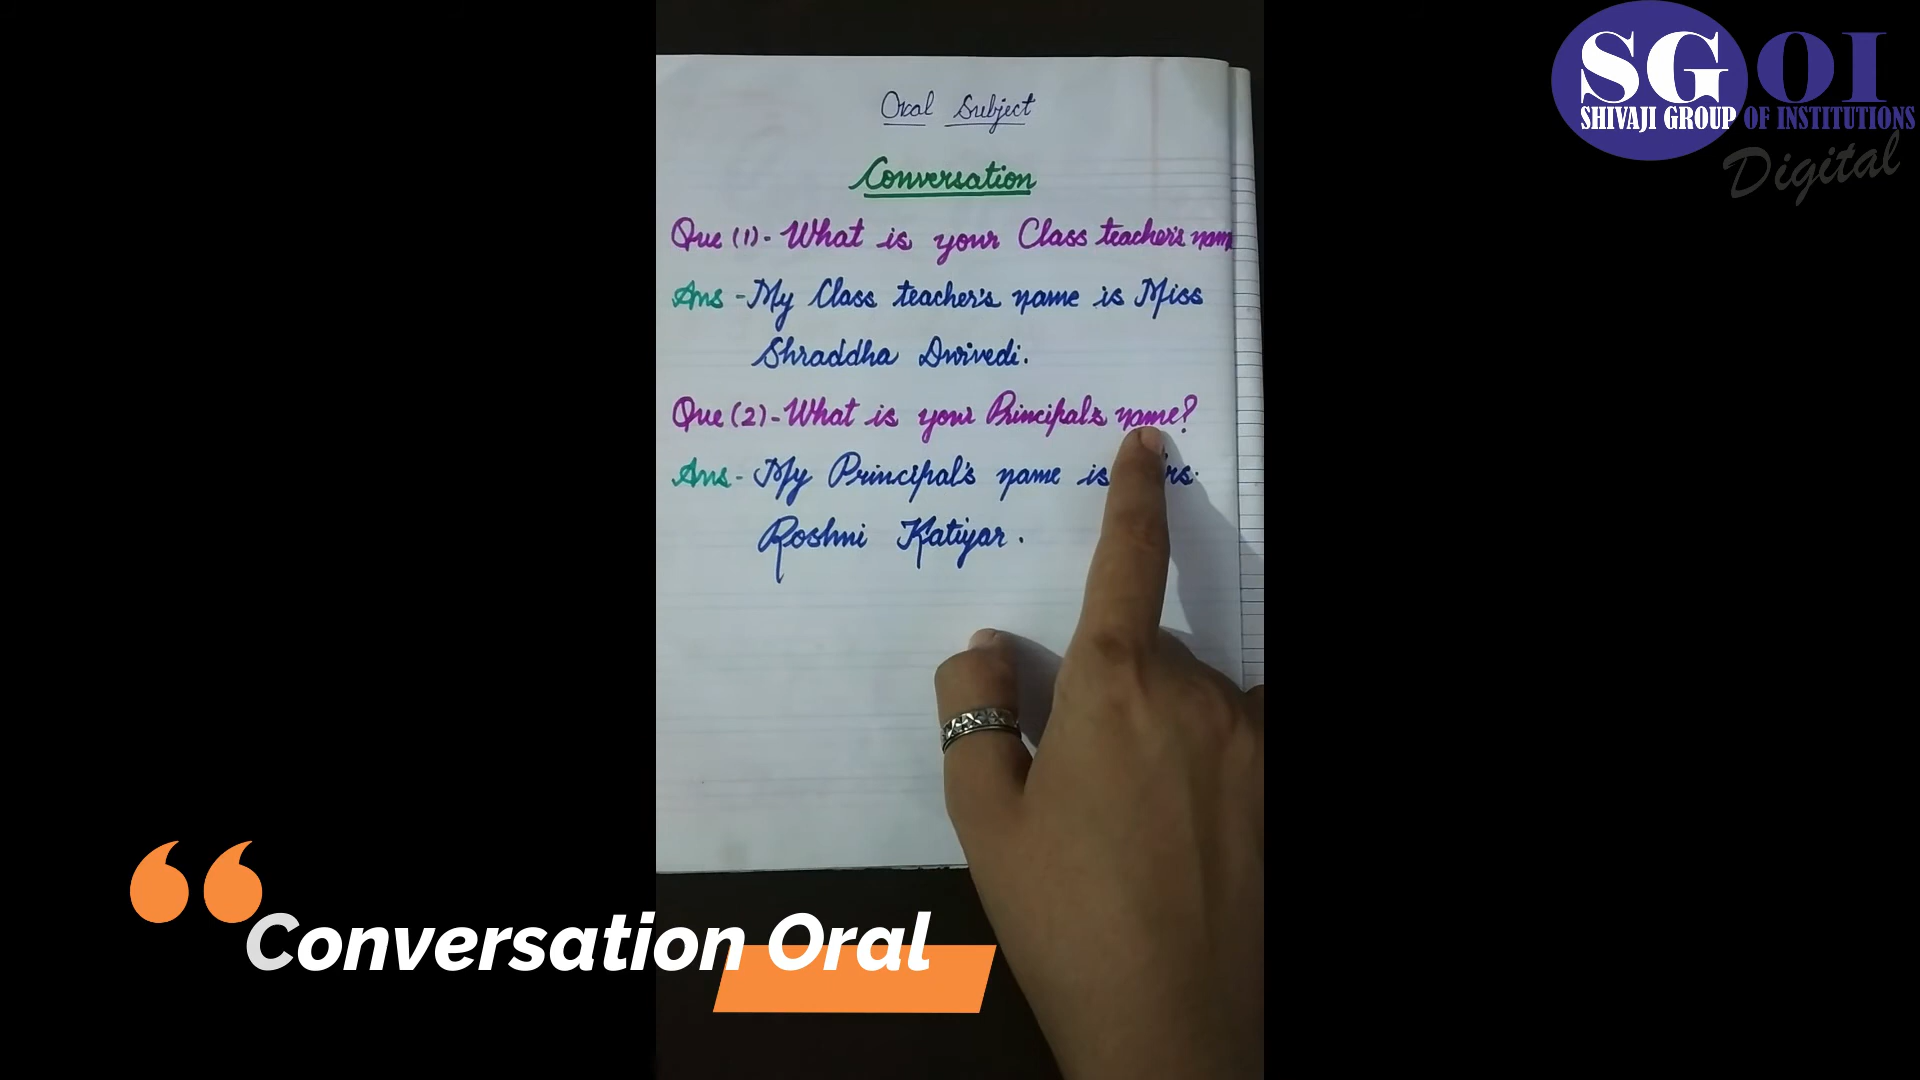 Oral Subject
Conversation
Que (1)- What is your Class teacher's nam
Ans - My Class teacher's name is Miss
Shraddha Dwivedi.
Que (2)- What is your Principal's name?
Ans - My Principal's name is Mrs.
Roshni Katiyar.
SGOI
SHIVAJI GROUP OF INSTITUTIONS
Digital
Conversation Oral